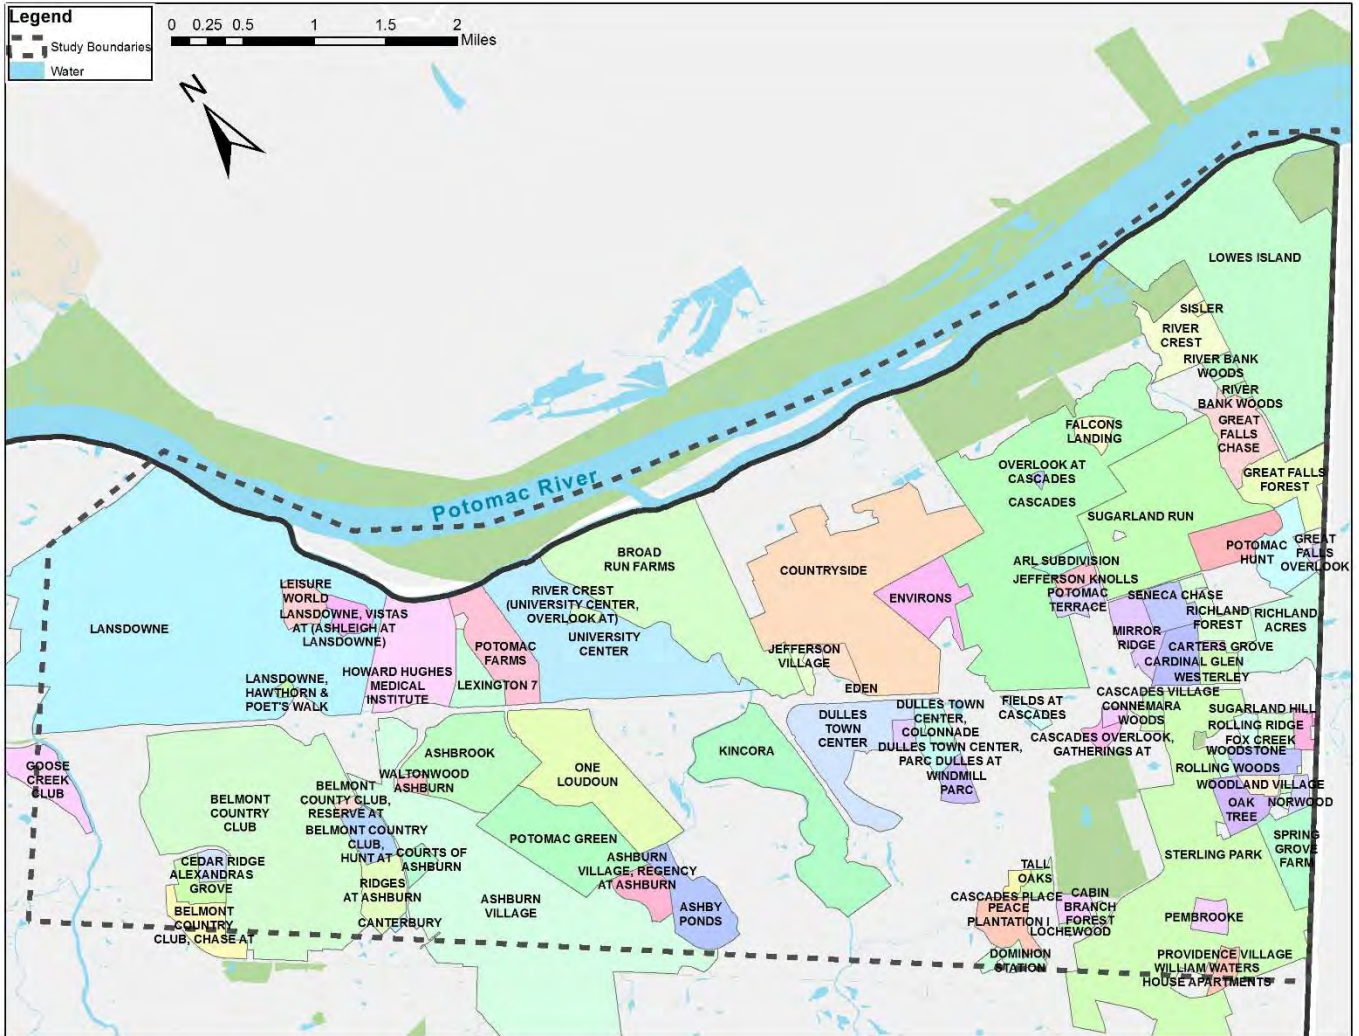 Legend
Study Boundaries
Water
0 0.25 0.5 1 1.5 2
Miles
N
Potomac River
LOWES ISLAND
SISLER
RIVER
CREST
RIVER BANK
WOODS
RIVER
BANK WOODS
GREAT
FALLS
CHASE
FALCONS
LANDING
OVERLOOK AT
CASCADES
CASCADES
GREAT FALLS
FOREST
SUGARLAND RUN
POTOMAC
HUNT
GREAT
FALLS
OVERLOOK
BROAD
RUN FARMS
COUNTRYSIDE
ARL SUBDIVISION
JEFFERSON KNOLLS
POTOMAC
TERRACE
ENVIRONS
SENECA CHASE
RICHLAND
FOREST
RICHLAND
ACRES
LEISURE
WORLD
LANSDOWNE, VISTAS
AT (ASHLEIGH AT
LANSDOWNE)
LANSDOWNE
RIVER CREST
(UNIVERSITY CENTER,
OVERLOOK AT)
UNIVERSITY
CENTER
MIRROR
RIDGE
CARTERS GROVE
CARDINAL GLEN
WESTERLEY
POTOMAC
FARMS
JEFFERSON
VILLAGE
HOWARD HUGHES
MEDICAL
INSTITUTE
LEXINGTON 7
LANSDOWNE,
HAWTHORN &
POET'S WALK
EDEN
CASCADES VILLAGE
CONNEMARA
WOODS
FIELDS AT
CASCADES
DULLES TOWN
CENTER,
COLONNADE
DULLES
TOWN
CENTER
SUGARLAND HILL
ROLLING RIDGE
FOX CREEK
WOODSTONE
CASCADES OVERLOOK,
GATHERINGS AT
DULLES TOWN CENTER,
PARC DULLES AT
WINDMILL
PARC
KINCORA
ASHBROOK
ONE
LOUDOUN
ROLLING WOODS
GOOSE
CREEK
CLUB
WALTONWOOD
ASHBURN
BELMONT
COUNTY CLUB,
RESERVE AT
WOODLAND VILLAGE
OAK
TREE
NORWOOD
BELMONT
COUNTRY
CLUB
BELMONT COUNTRY
CLUB,
HUNT AT
POTOMAC GREEN
SPRING
GROVE
FARM
STERLING PARK
COURTS OF
ASHBURN
CEDAR RIDGE
ALEXANDRAS
GROVE
ASHBURN
VILLAGE, REGENCY
AT ASHBURN
TALL
OAKS
RIDGES
AT ASHBURN
ASHBURN
VILLAGE
CASCADES PLACE
PEACE
PLANTATION I
CABIN
BRANCH
FOREST
LOCHEWOOD
ASHBY
PONDS
PEMBROOKE
BELMONT
COUNTRY
CLUB, CHASE AT
CANTERBURY
DOMINION
STATION
PROVIDENCE VILLAGE
WILLIAM WATERS
HOUSE APARTMENTS